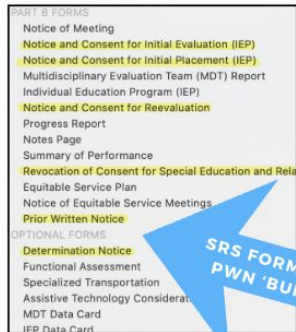 PART B FORMS
Notice of Meeting
Notice and Consent for Initial Evaluation (IEP)
Notice and Consent for Initial Placement (IEP)
Multidisciplinary Evaluation Team (MDT) Report
Individual Education Program (IEP)
Notice and Consent for Reevaluation
Progress Report
Notes Page
Summary of Performance
Revocation of Consent for Special Education and Rela
Equitable Service Plan
Notice of Equitable Service Meetings
Prior Written Notice
OPTIONAL FORMS
Determination Notice
Functional Assessment
Specialized Transportation
Assistive Technology Considerat
MDT Data Card
IEP Data Card
SRS FORM
PWN 'BU